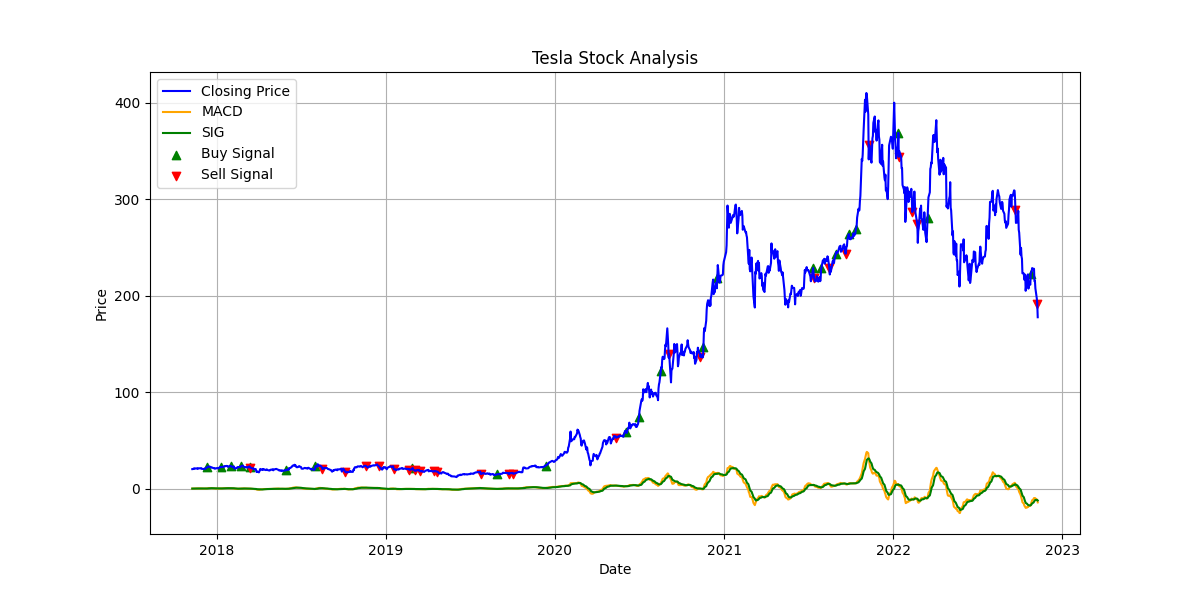 Tesla Stock Analysis
Closing Price
MACD
SIG
Buy Signal
Sell Signal
400
300
200
100
0
Price
2018 2019 2020 2021 2022 2023
Date